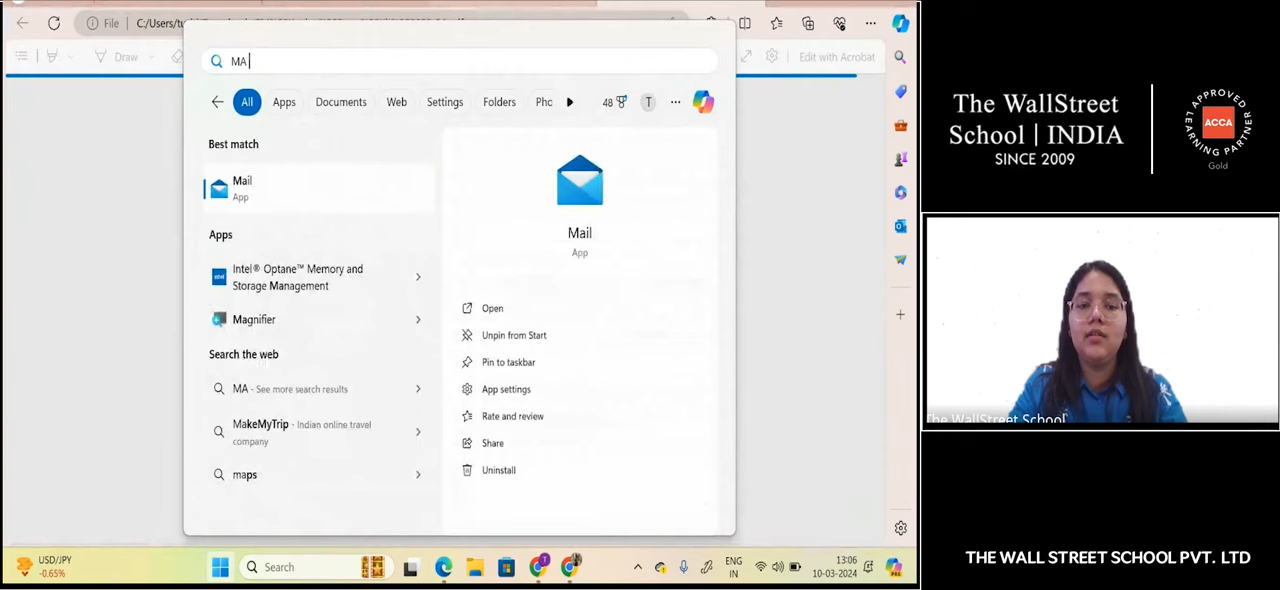 File
C:/Users/tu
Draw
Edit with Acrobat
MA
All Apps Documents Web Settings Folders Pho 48 T
Best match
Mail
App
Apps
Intel® Optane™ Memory and
Storage Management
Magnifier
Search the web
MA - See more search results
MakeMyTrip - Indian online travel
company
maps
Mail
App
Open
Unpin from Start
Pin to taskbar
App settings
Rate and review
Share
Uninstall
USD/JPY
-0.65%
Search
ENG
IN
13:06
10-03-2024
The WallStreet
School | INDIA
SINCE 2009
APPROVED
LEARNING PARTNER
ACCA
Gold
The WallStreet School
THE WALL STREET SCHOOL PVT. LTD